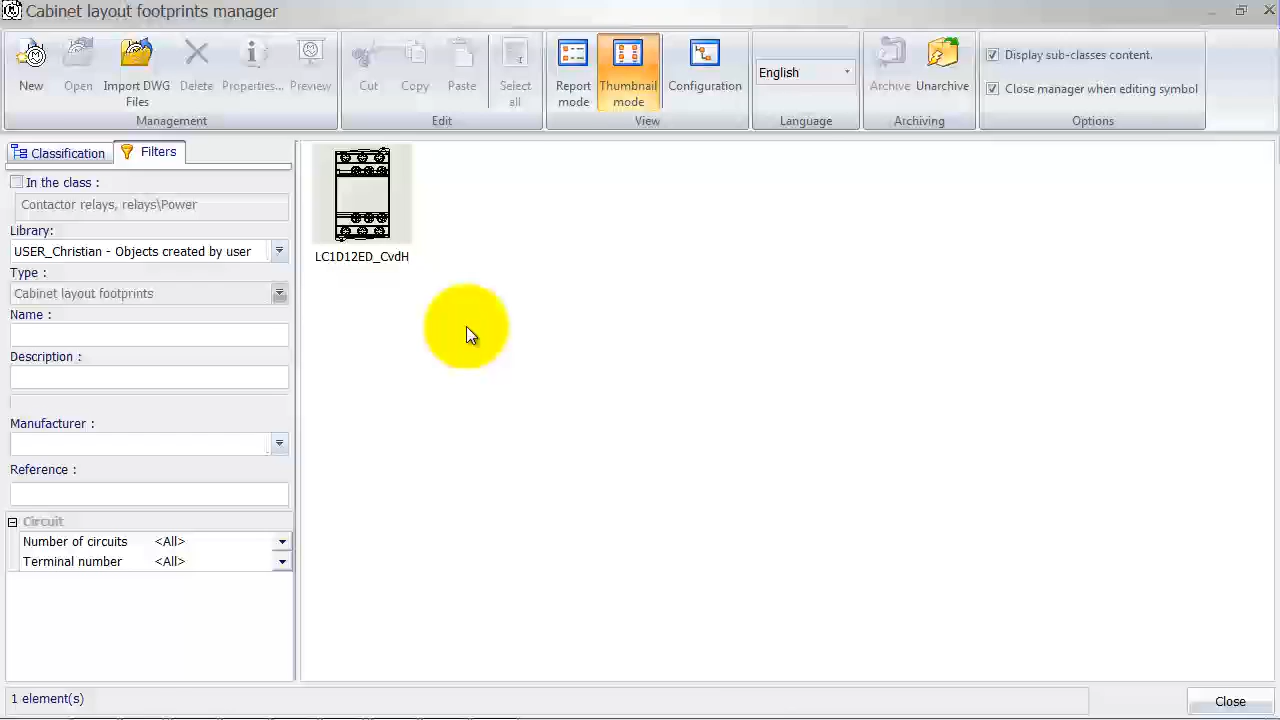 Cabinet layout footprints manager
New
Open
Import DWG
Files
Delete
Properties...
Preview
Management
Cut
Copy
Paste
Select
all
Edit
Report
mode
Thumbnail
mode
Configuration
View
English
Language
Archive
Unarchive
Archiving
Display sub-classes content.
Close manager when editing symbol
Options
Classification
Filters
In the class :
Contactor relays, relays\Power
Library:
USER_Christian - Objects created by user
Type :
Cabinet layout footprints
Name :
Description :
Manufacturer :
Reference :
Circuit
Number of circuits <All>
Terminal number <All>
LC1D12ED_CvdH
1 element(s)
Close